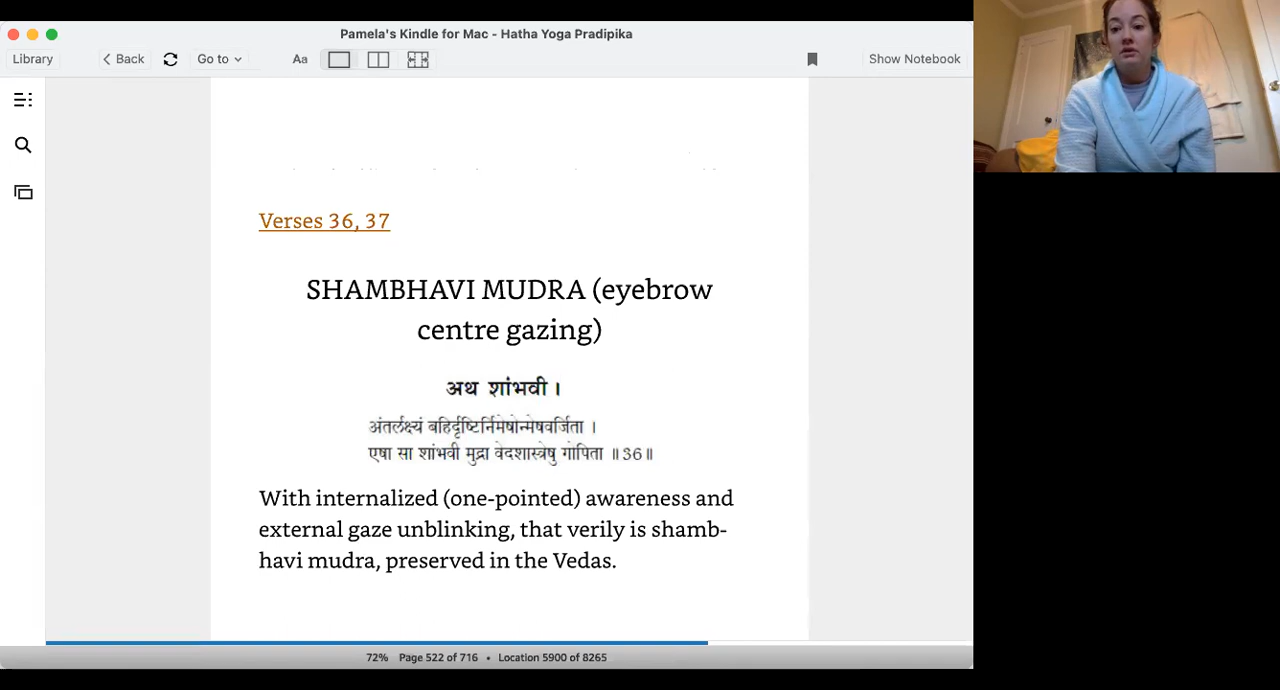 Pamela's Kindle for Mac - Hatha Yoga Pradipika
Library
Back
Go to
Aa
Show Notebook
Verses 36, 37
SHAMBHAVI MUDRA (eyebrow
centre gazing)
अथ शांभवी ।
अंतर्लक्ष्यं बहिर्दृष्टिर्निमेषोन्मेषवर्जिता ।
एषा सा शांभवी मुद्रा वेदशास्त्रेषु गोपिता ॥36॥
With internalized (one-pointed) awareness and
external gaze unblinking, that verily is shamb-
havi mudra, preserved in the Vedas.
72% Page 522 of 716 • Location 5900 of 8265